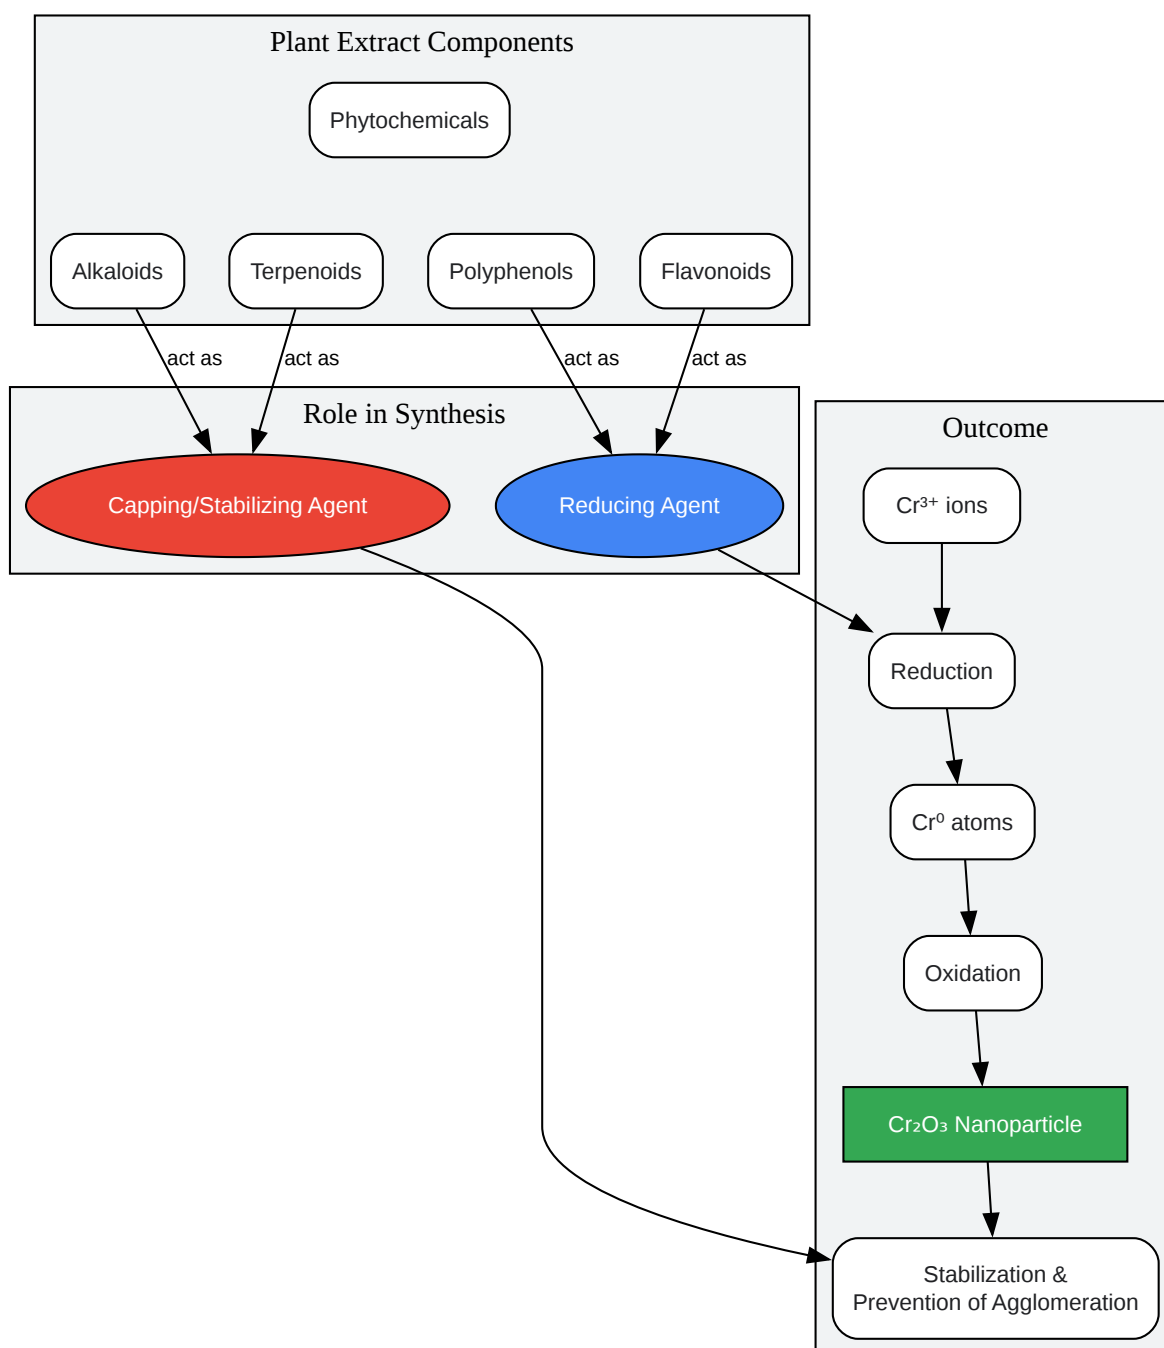 Plant Extract Components
Phytochemicals
Alkaloids
Terpenoids
Polyphenols
Flavonoids
act as
act as
act as
act as
Role in Synthesis
Capping/Stabilizing Agent
Reducing Agent
Outcome
Cr³⁺ ions
Reduction
Cr⁰ atoms
Oxidation
Cr₂O₃ Nanoparticle
Stabilization &
Prevention of Agglomeration